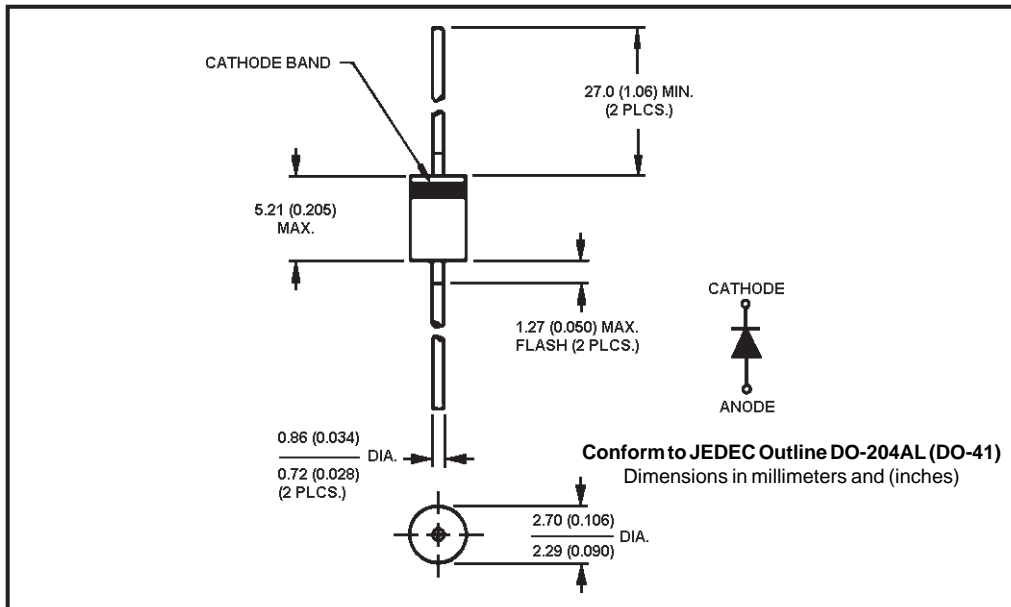 CATHODE BAND
27.0 (1.06) MIN.
(2 PLCS.)
5.21 (0.205)
MAX.
1.27 (0.050) MAX.
FLASH (2 PLCS.)
CATHODE
ANODE
0.86 (0.034)
0.72 (0.028)
DIA.
(2 PLCS.)
Conform to JEDEC Outline DO-204AL (DO-41)
Dimensions in millimeters and (inches)
2.70 (0.106)
2.29 (0.090)
DIA.